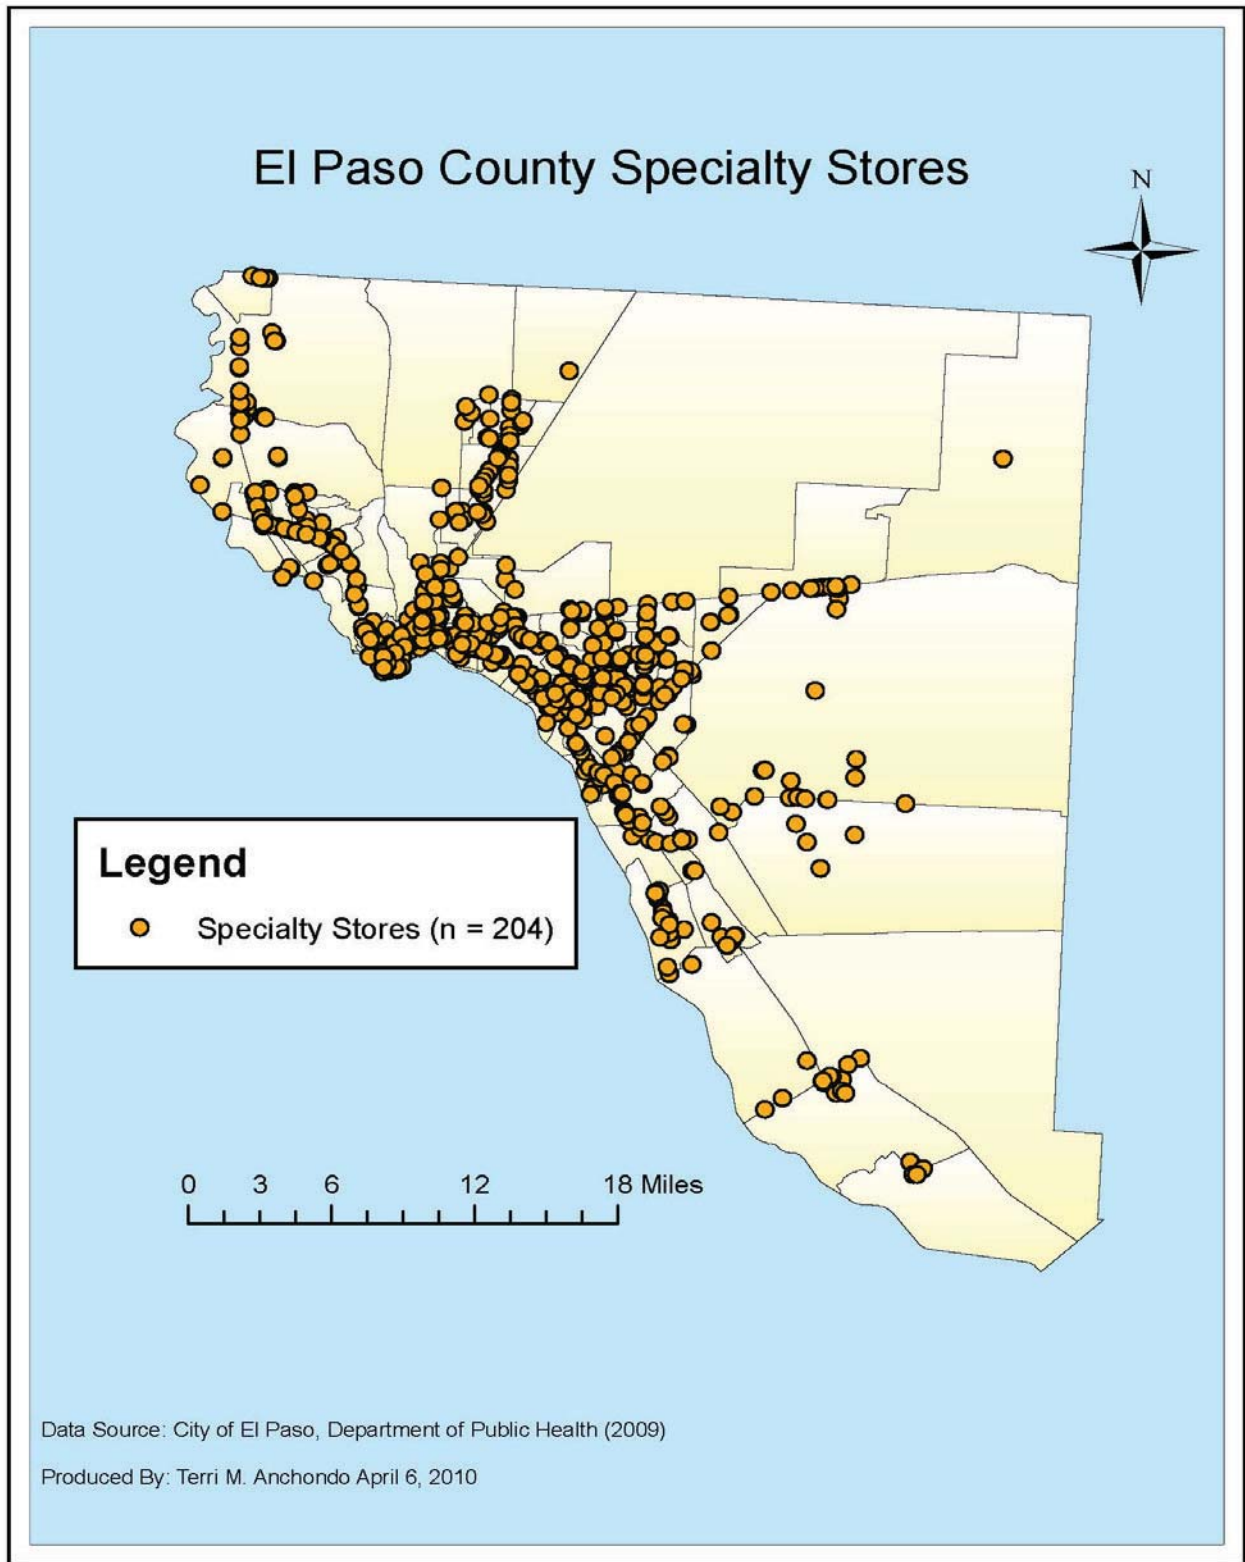 El Paso County Specialty Stores
N
Legend
Specialty Stores (n = 204)
0 3 6 12 18 Miles
Data Source: City of El Paso, Department of Public Health (2009)
Produced By: Terri M. Anchondo April 6, 2010